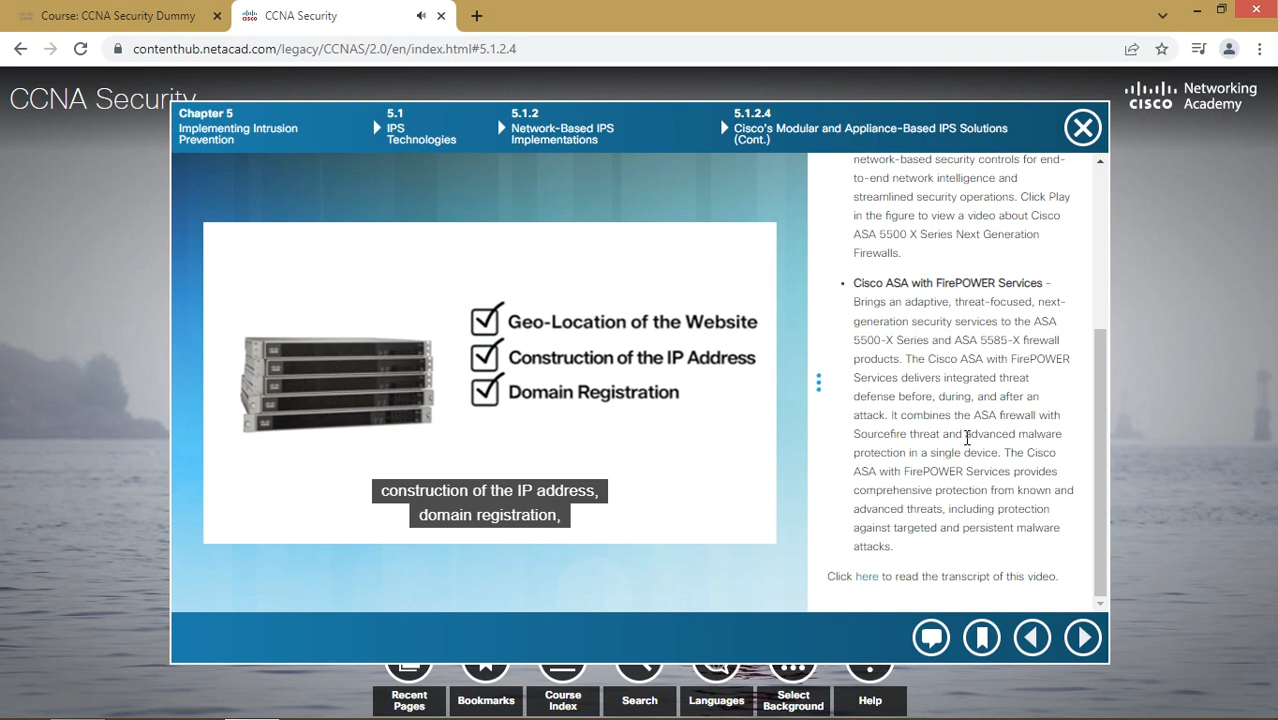 Course: CCNA Security Dummy
CCNA Security
contenthub.netacad.com/legacy/CCNAS/2.0/en/index.html#5.1.2.4
CCNA Security
Networking
CISCO Academy
Chapter 5
Implementing Intrusion
Prevention
5.1
IPS
Technologies
5.1.2
Network-Based IPS
Implementations
5.1.2.4
Cisco's Modular and Appliance-Based IPS Solutions
(Cont.)
Geo-Location of the Website
Construction of the IP Address
Domain Registration
construction of the IP address,
domain registration,
network-based security controls for end-
to-end network intelligence and
streamlined security operations. Click Play
in the figure to view a video about Cisco
ASA 5500 X Series Next Generation
Firewalls.
• Cisco ASA with FirePOWER Services –
Brings an adaptive, threat-focused, next-
generation security services to the ASA
5500-X Series and ASA 5585-X firewall
products. The Cisco ASA with FirePOWER
Services delivers integrated threat
defense before, during, and after an
attack. It combines the ASA firewall with
Sourcefire threat and advanced malware
protection in a single device. The Cisco
ASA with FirePOWER Services provides
comprehensive protection from known and
advanced threats, including protection
against targeted and persistent malware
attacks.
Click here to read the transcript of this video.
Recent
Pages
Bookmarks
Course
Index
Search
Languages
Select
Background
Help